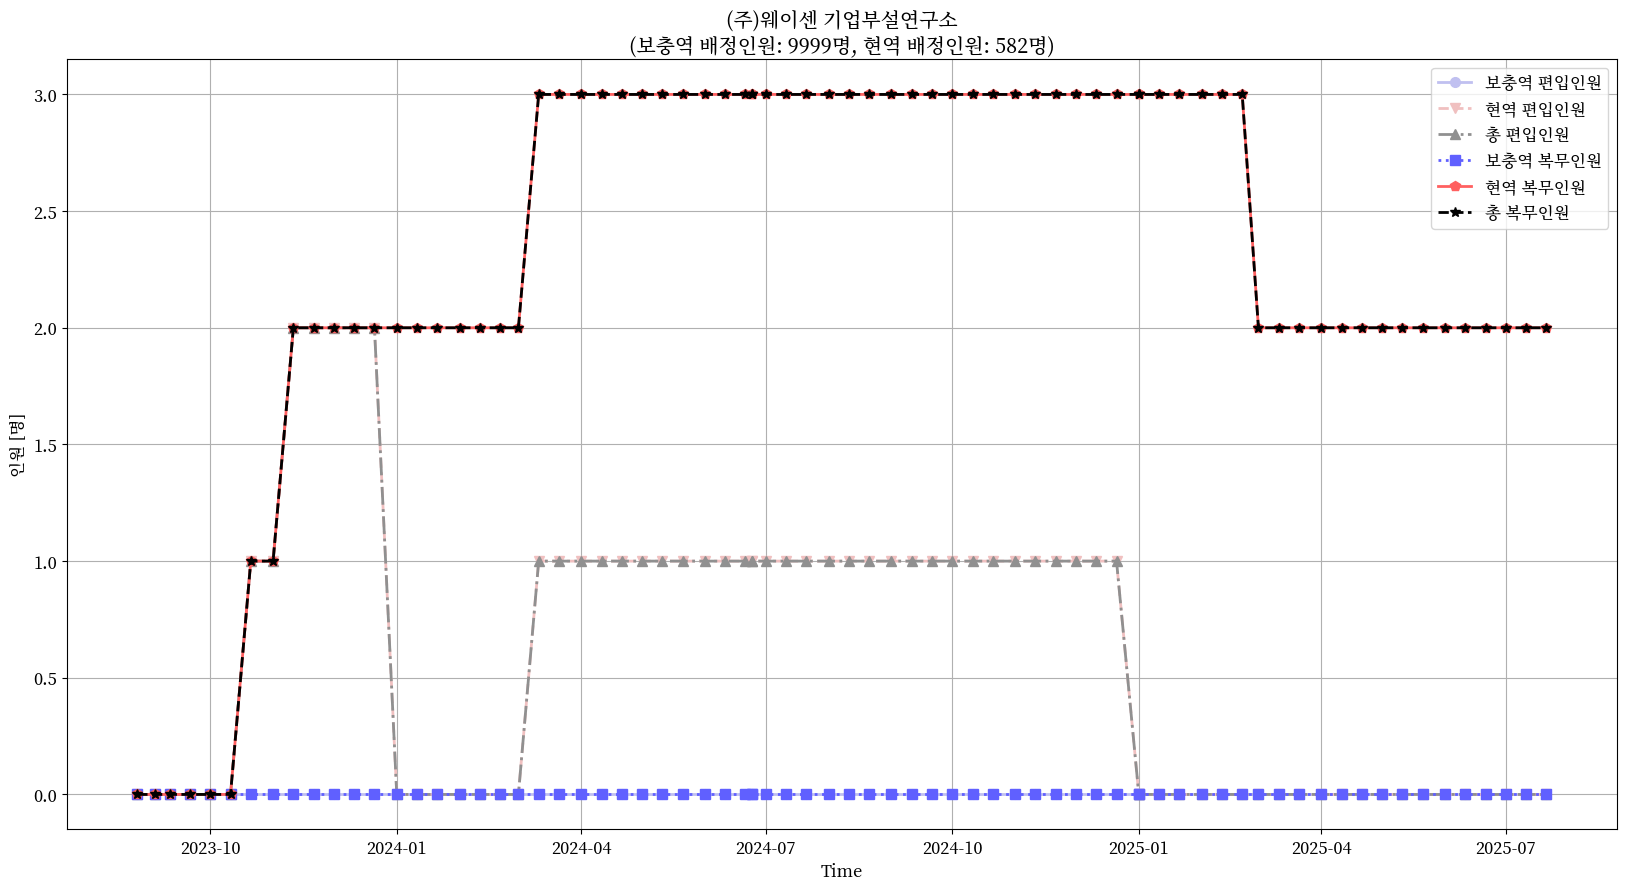 (주)웨이센 기업부설연구소
(보충역 배정인원: 9999명, 현역 배정인원: 582명)
보충역 편입인원
현역 편입인원
총 편입인원
보충역 복무인원
현역 복무인원
총 복무인원
3.0
2.5
2.0
1.5
1.0
0.5
0.0
인원 [명]
2023-10 2024-01 2024-04 2024-07 2024-10 2025-01 2025-04 2025-07
Time